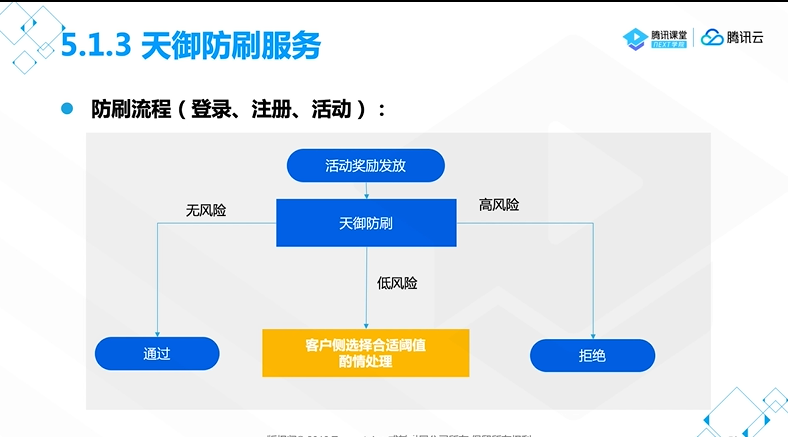 5.1.3 天御防刷服务
腾讯课堂
NEXT学院
腾讯云
防刷流程（登录、注册、活动）：
活动奖励发放
无风险
天御防刷
高风险
低风险
通过
客户侧选择合适阈值
酌情处理
拒绝